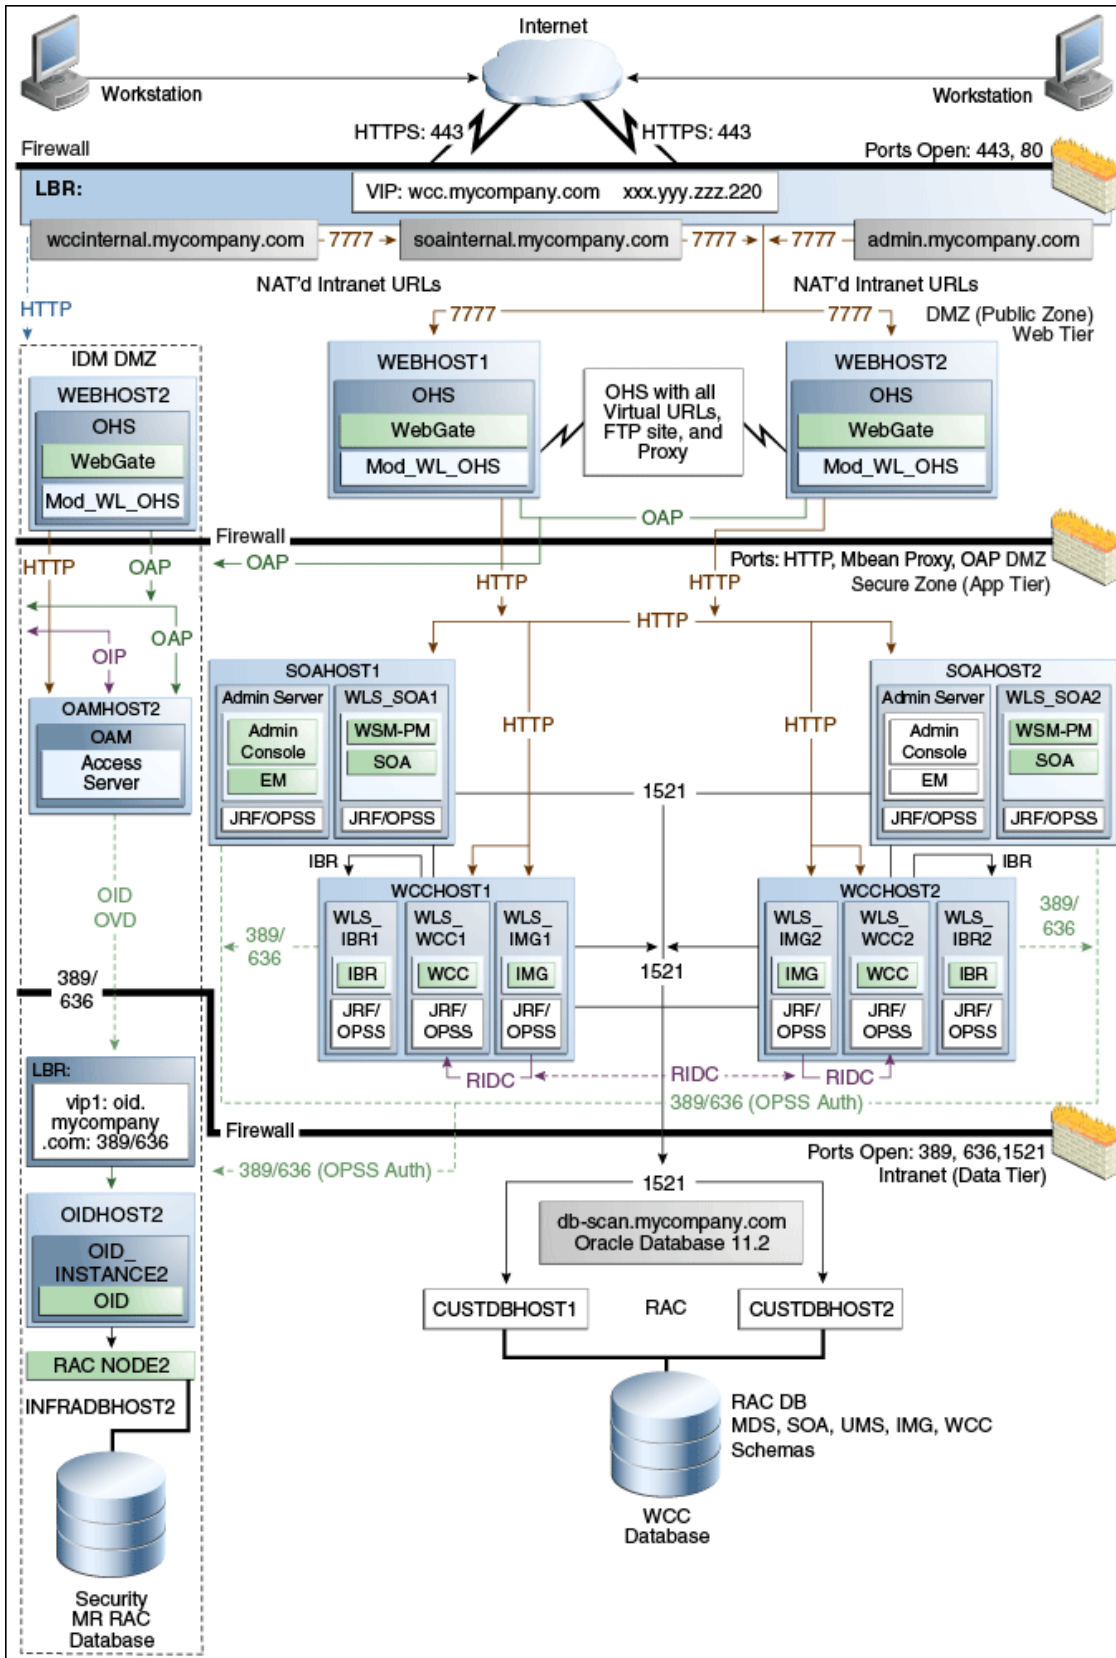 Internet
Workstation
Workstation
HTTPS: 443
HTTPS: 443
Firewall
Ports Open: 443, 80
LBR:
VIP: wcc.mycompany.com xxx.yyy.zzz.220
wccinternal.mycompany.com
7777
soainternal.mycompany.com
7777
7777
admin.mycompany.com
NAT'd Intranet URLs
NAT'd Intranet URLs
HTTP
7777
7777
DMZ (Public Zone)
Web Tier
IDM DMZ
WEBHOST2
OHS
WebGate
Mod_WL_OHS
WEBHOST1
OHS
WebGate
Mod_WL_OHS
OHS with all
Virtual URLs,
FTP site, and
Proxy
WEBHOST2
OHS
WebGate
Mod_WL_OHS
OAP
Firewall
OAP
Ports: HTTP, Mbean Proxy, OAP DMZ
Secure Zone (App Tier)
HTTP
OAP
HTTP
HTTP
HTTP
OAP
OIP
SOAHOST1
Admin Server
Admin
Console
EM
JRF/OPSS
WLS_SOA1
WSM-PM
SOA
JRF/OPSS
HTTP
HTTP
SOAHOST2
Admin Server
Admin
Console
EM
JRF/OPSS
WLS_SOA2
WSM-PM
SOA
JRF/OPSS
OAMHOST2
OAM
Access
Server
1521
IBR
IBR
OID
OVD
WCCHOST1
WLS_
IBR1
IBR
JRF/
OPSS
WLS_
WCC1
WCC
JRF/
OPSS
WLS_
IMG1
IMG
JRF/
OPSS
WCCHOST2
WLS_
IMG2
IMG
JRF/
OPSS
WLS_
WCC2
WCC
JRF/
OPSS
WLS_
IBR2
IBR
JRF/
OPSS
389/
636
389/
636
1521
389/
636
RIDC
RIDC
RIDC
389/636 (OPSS Auth)
LBR:
vip1: oid.
mycompany
.com: 389/636
Firewall
Ports Open: 389, 636,1521
Intranet (Data Tier)
389/636 (OPSS Auth)
1521
db-scan.mycompany.com
Oracle Database 11.2
OIDHOST2
OID_
INSTANCE2
OID
CUSTDBHOST1
RAC
CUSTDBHOST2
RAC NODE2
INFRADBHOST2
RAC DB
MDS, SOA, UMS, IMG, WCC
Schemas
WCC
Database
Security
MR RAC
Database